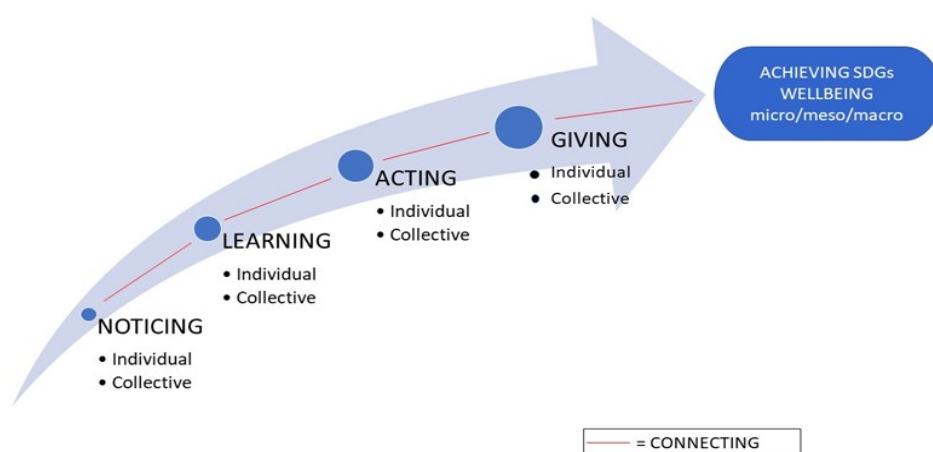 ACHIEVING SDGs
WELLBEING
micro/meso/macro
GIVING
• Individual
• Collective
ACTING
• Individual
• Collective
LEARNING
• Individual
• Collective
NOTICING
• Individual
• Collective
= CONNECTING